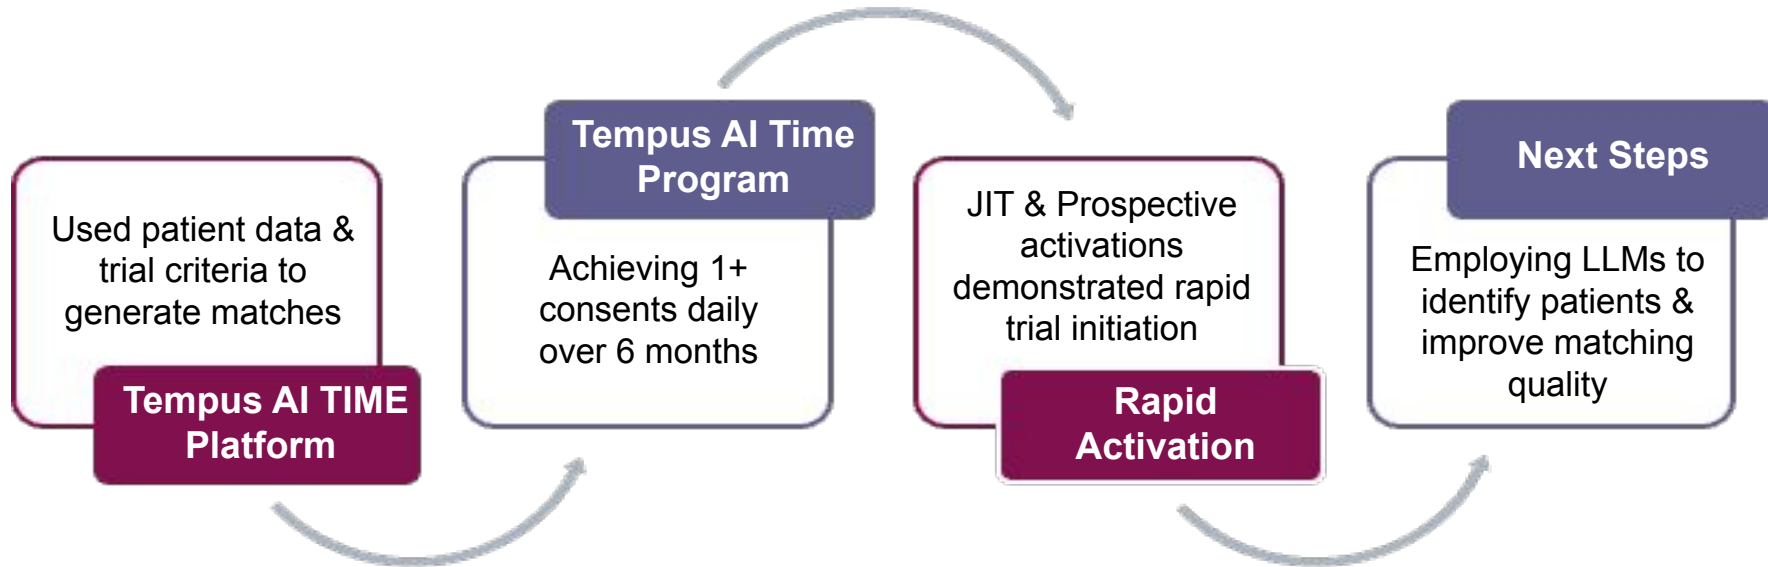 Used patient data &
trial criteria to
generate matches
Tempus AI TIME
Platform
Tempus AI Time
Program
Achieving 1+
consents daily
over 6 months
JIT & Prospective
activations
demonstrated rapid
trial initiation
Rapid
Activation
Next Steps
Employing LLMs to
identify patients &
improve matching
quality